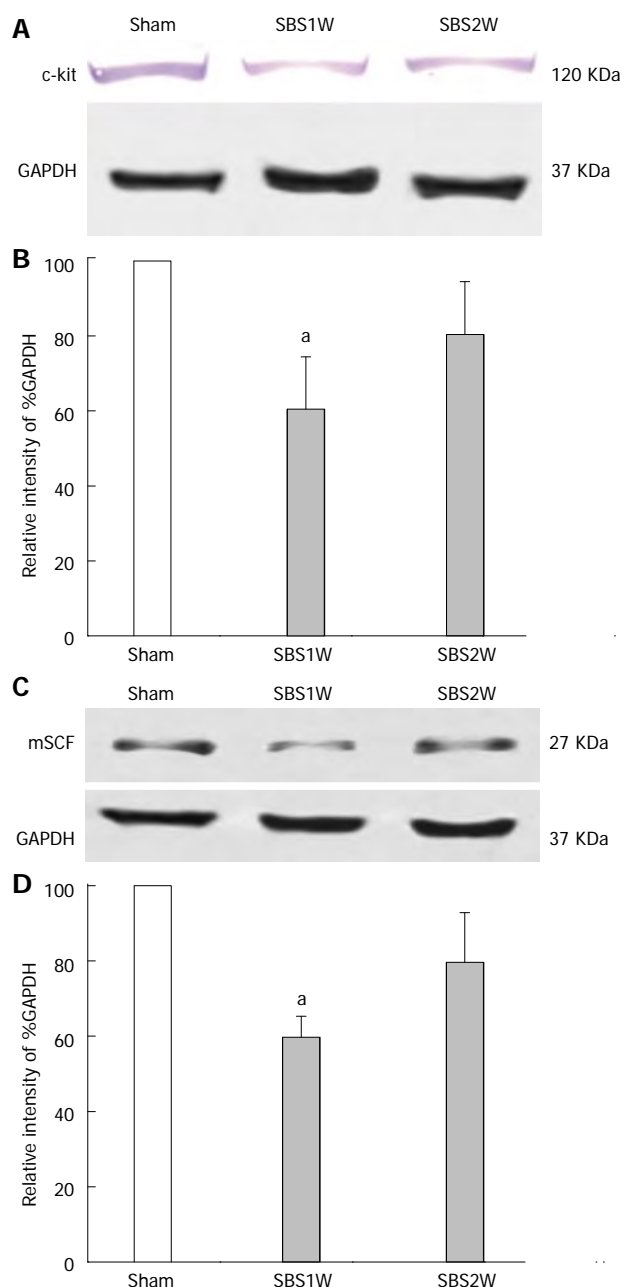 A
Sham SBS1W SBS2W
c-kit 120 KDa
GAPDH 37 KDa
B
Relative intensity of %GAPDH
100
80
60
40
20
0
a
Sham SBS1W SBS2W
C
Sham SBS1W SBS2W
mSCF 27 KDa
GAPDH 37 KDa
D
Relative intensity of %GAPDH
100
80
60
40
20
0
a
Sham SBS1W SBS2W